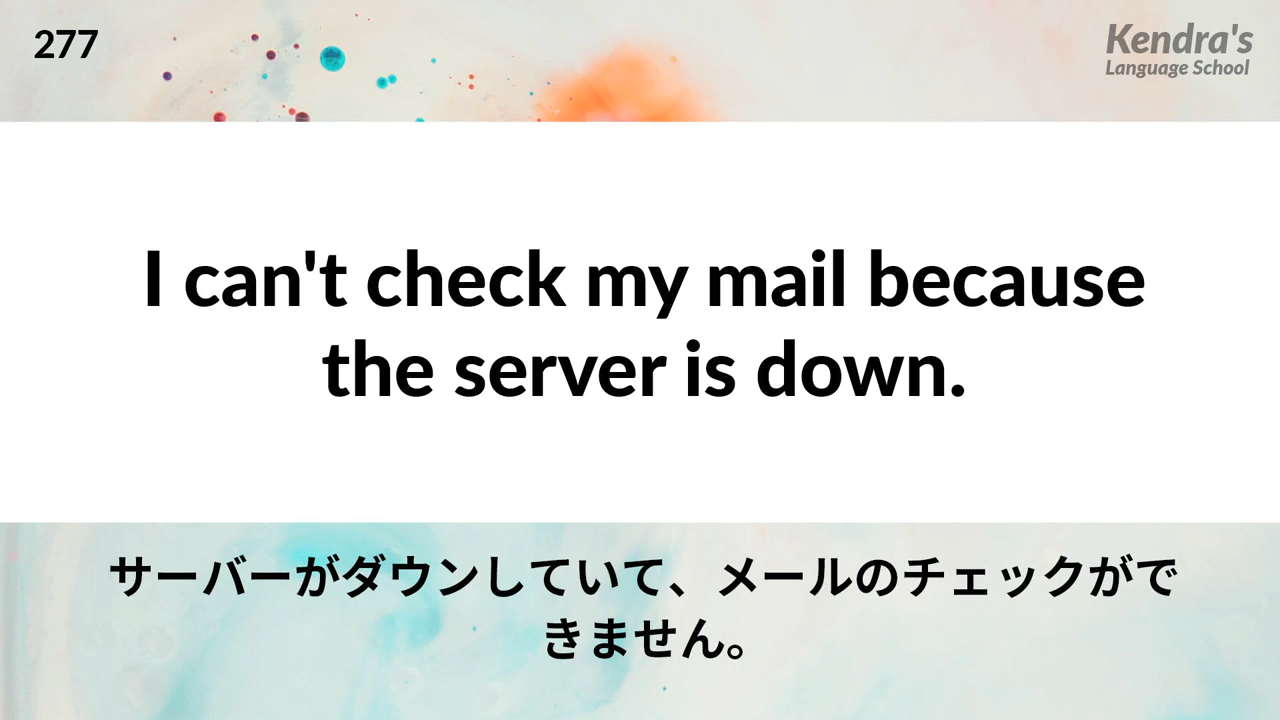 277
Kendra's
Language School
I can't check my mail because
the server is down.
サーバーがダウンしていて、メールのチェックがで
きません。